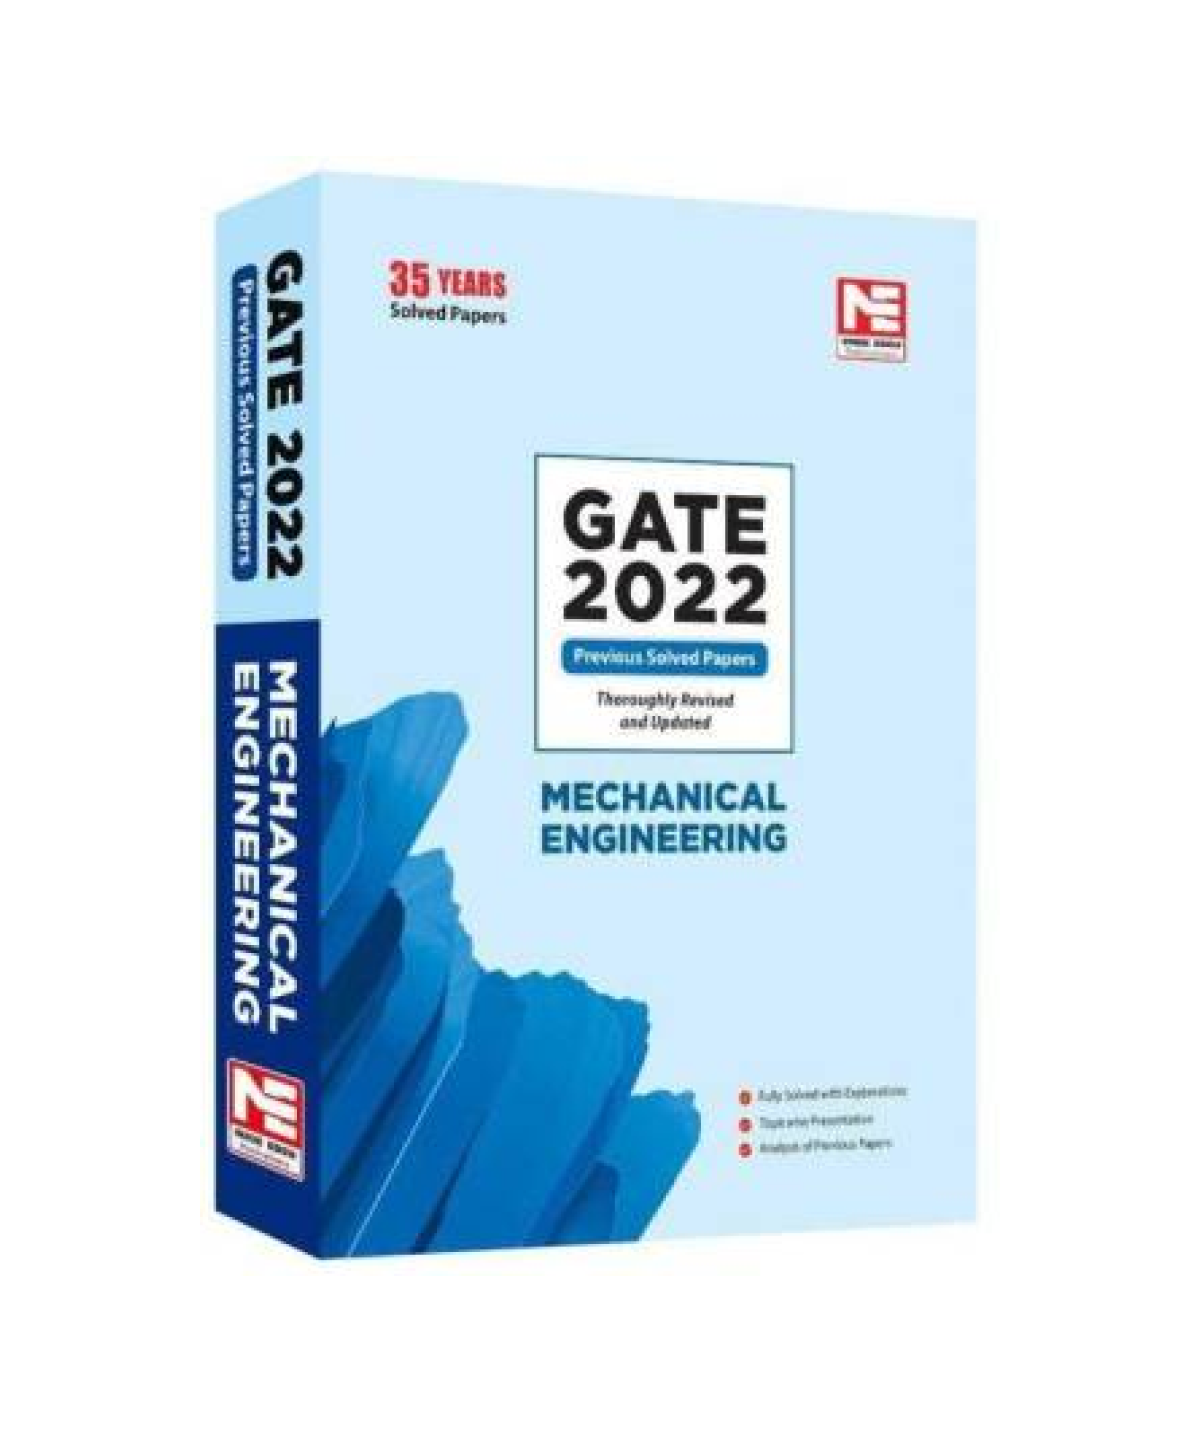 GATE 2022
Previous Solved Papers
MECHANICAL
ENGINEERING
35 YEARS
Solved Papers
GATE
2022
Previous Solved Papers
Thoroughly Revised
and Updated
MECHANICAL
ENGINEERING
Fully Solved with Explanations
Topicwise Presentation
Analysis of Previous Papers